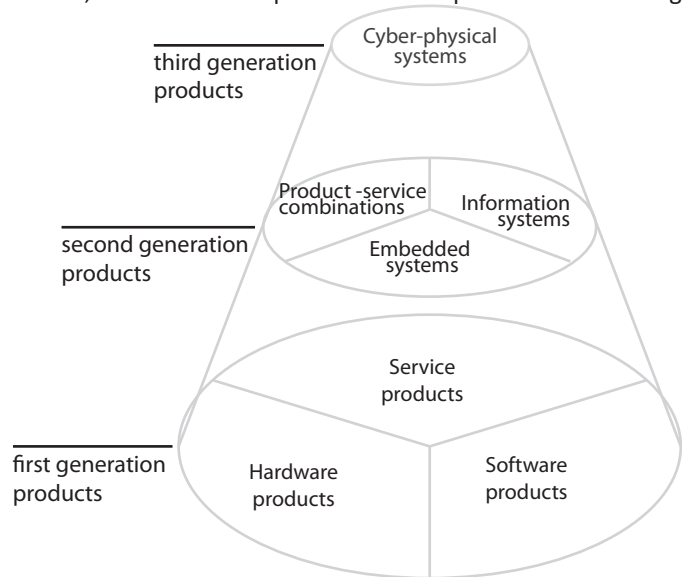 Cyber-physical
systems
third generation
products
Product -service
combinations
Information
systems
Embedded
systems
second generation
products
Service
products
first generation
products
Hardware
products
Software
products